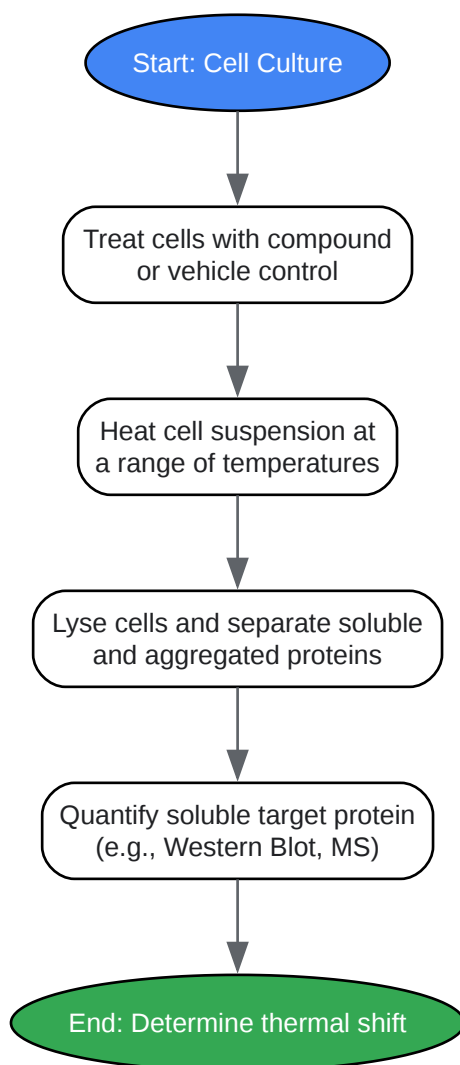 Start: Cell Culture
Treat cells with compound
or vehicle control
Heat cell suspension at
a range of temperatures
Lyse cells and separate soluble
and aggregated proteins
Quantify soluble target protein
(e.g., Western Blot, MS)
End: Determine thermal shift